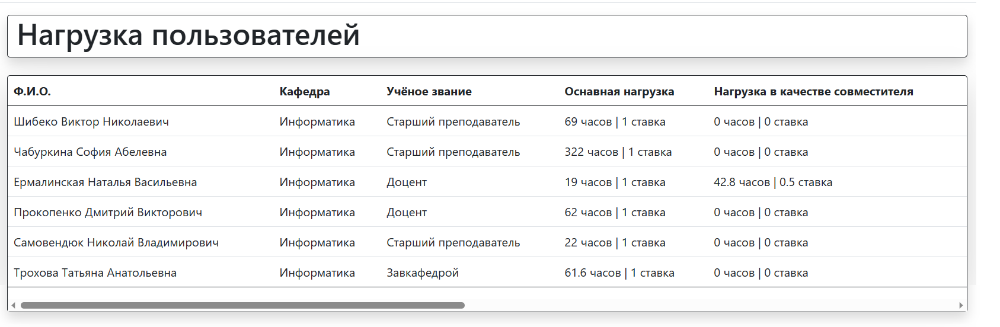 Нагрузка пользователей
Ф.И.О. Кафедра Учёное звание Оснавная нагрузка Нагрузка в качестве совместителя
Шибеко Виктор Николаевич Информатика Старший преподаватель 69 часов | 1 ставка 0 часов | 0 ставка
Чабуркина София Абелевна Информатика Старший преподаватель 322 часов | 1 ставка 0 часов | 0 ставка
Ермалинская Наталья Васильевна Информатика Доцент 19 часов | 1 ставка 42.8 часов | 0.5 ставка
Прокопенко Дмитрий Викторович Информатика Доцент 62 часов | 1 ставка 0 часов | 0 ставка
Самовендюк Николай Владимирович Информатика Старший преподаватель 22 часов | 1 ставка 0 часов | 0 ставка
Трохова Татьяна Анатольевна Информатика Завкафедрой 61.6 часов | 1 ставка 0 часов | 0 ставка